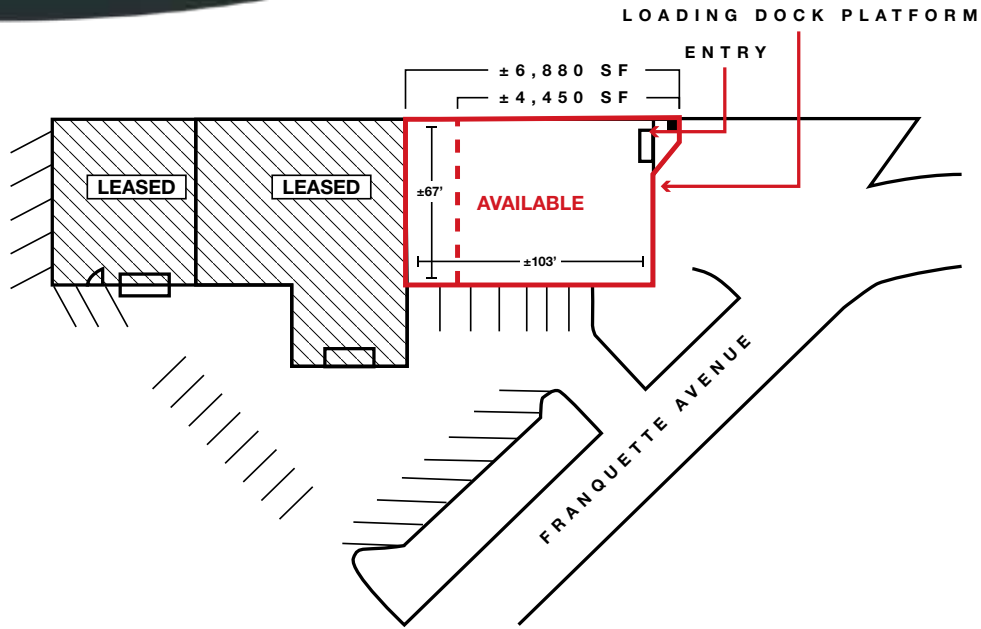 LOADING DOCK PLATFORM
ENTRY
±6,880 SF
±4,450 SF
LEASED
LEASED
±67'
AVAILABLE
±103'
FRANQUETTE AVENUE